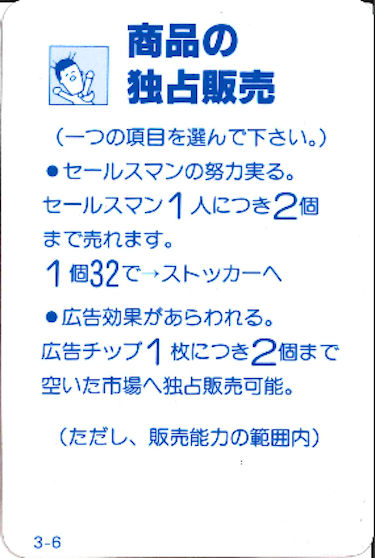 商品の
独占販売
（一つの項目を選んで下さい。）
●セールスマンの努力実る。
セールスマン1人につき2個
まで売れます。
1個32で→ストッカーへ
●広告効果があらわれる。
広告チップ1枚につき2個まで
空いた市場へ独占販売可能。
（ただし、販売能力の範囲内）
3-6